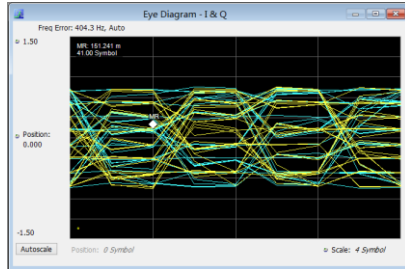 Eye Diagram - I & Q
Freq Error: 404.3 Hz, Auto
1.50
MR: 161.241 m
41.00 Symbol
MR
Position:
0.000
-1.50
Autoscale
Position: 0 Symbol
Scale: 4 Symbol